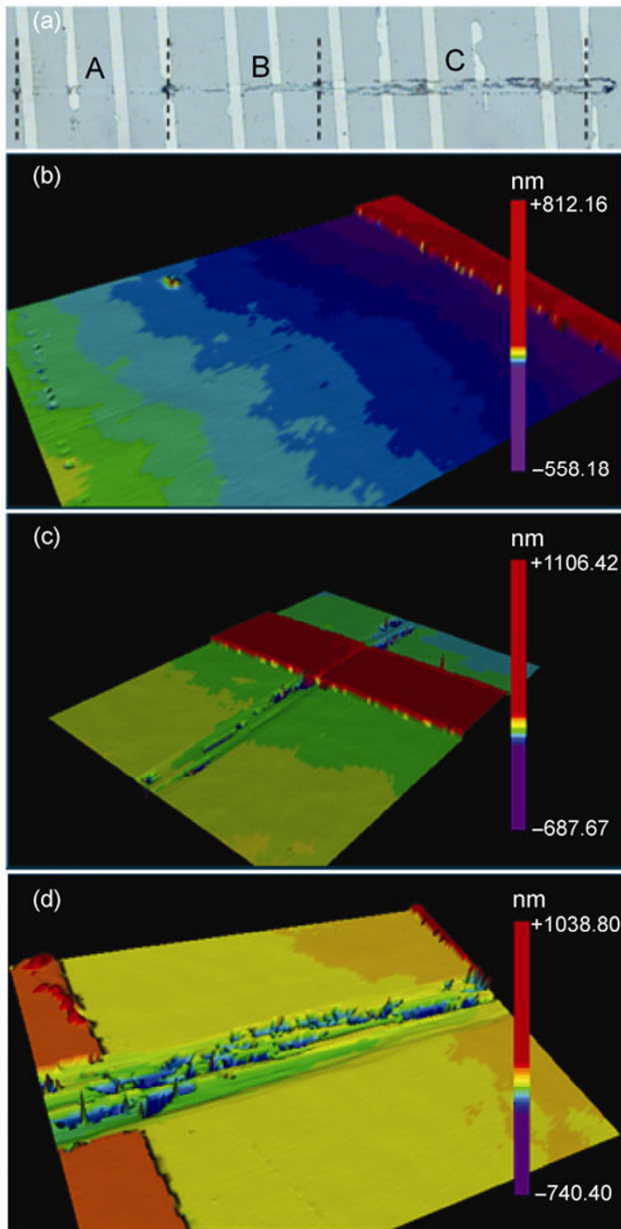 (a)
A
B
C
(b)
nm
+812.16
–558.18
(c)
nm
+1106.42
–687.67
(d)
nm
+1038.80
–740.40